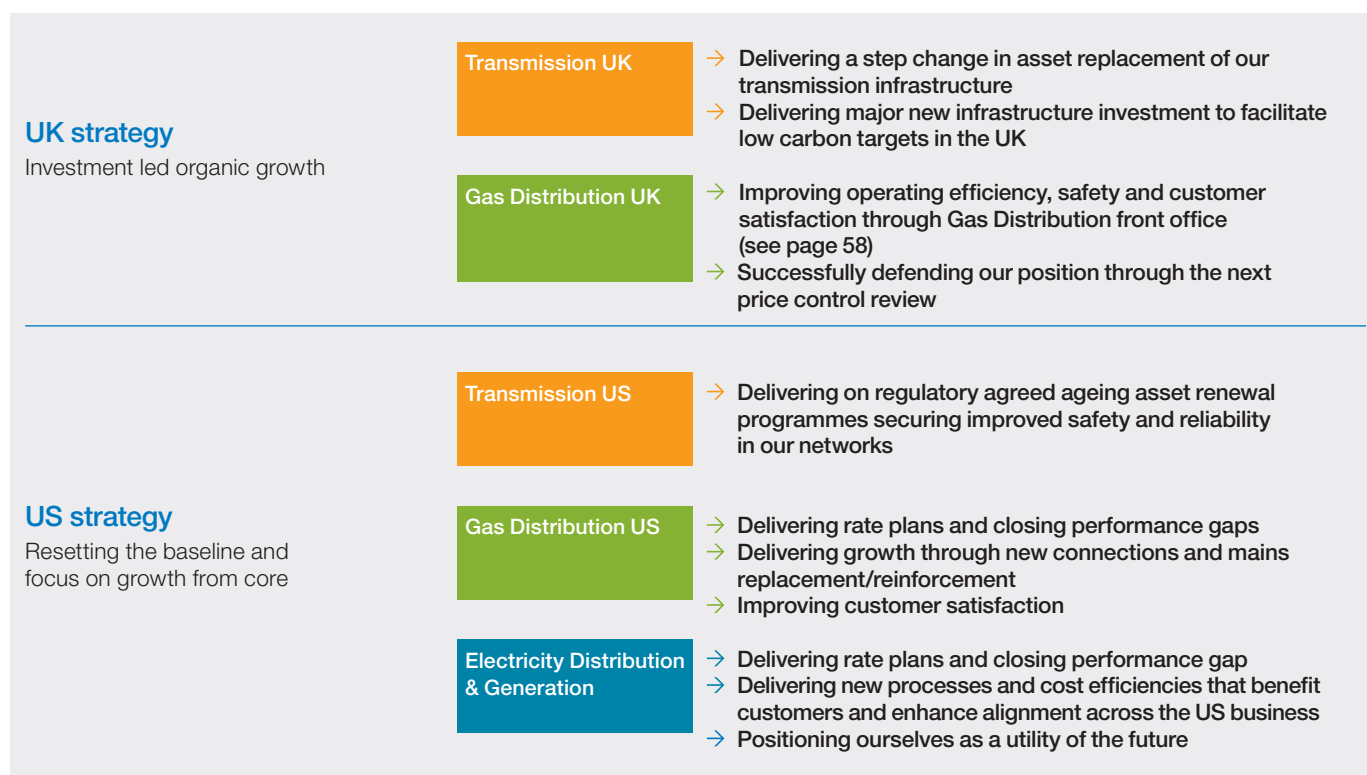 UK strategy
Investment led organic growth
Transmission UK
→ Delivering a step change in asset replacement of our
transmission infrastructure
→ Delivering major new infrastructure investment to facilitate
low carbon targets in the UK
Gas Distribution UK
→ Improving operating efficiency, safety and customer
satisfaction through Gas Distribution front office
(see page 58)
→ Successfully defending our position through the next
price control review
US strategy
Resetting the baseline and
focus on growth from core
Transmission US
→ Delivering on regulatory agreed ageing asset renewal
programmes securing improved safety and reliability
in our networks
Gas Distribution US
→ Delivering rate plans and closing performance gaps
→ Delivering growth through new connections and mains
replacement/reinforcement
→ Improving customer satisfaction
Electricity Distribution
& Generation
→ Delivering rate plans and closing performance gap
→ Delivering new processes and cost efficiencies that benefit
customers and enhance alignment across the US business
→ Positioning ourselves as a utility of the future